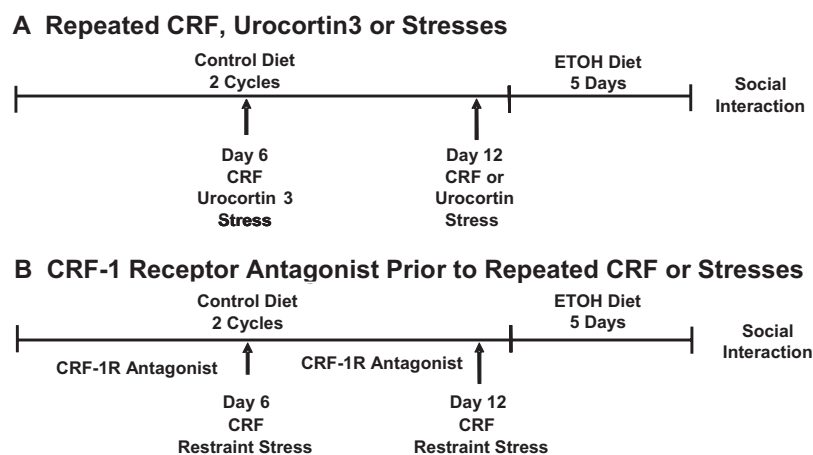 A Repeated CRF, Urocortin3 or Stresses
Control Diet
2 Cycles
ETOH Diet
5 Days
Social
Interaction
Day 6
CRF
Urocortin 3
Stress
Day 12
CRF or
Urocortin
Stress
B CRF-1 Receptor Antagonist Prior to Repeated CRF or Stresses
Control Diet
2 Cycles
ETOH Diet
5 Days
Social
Interaction
CRF-1R Antagonist
CRF-1R Antagonist
Day 6
CRF
Restraint Stress
Day 12
CRF
Restraint Stress